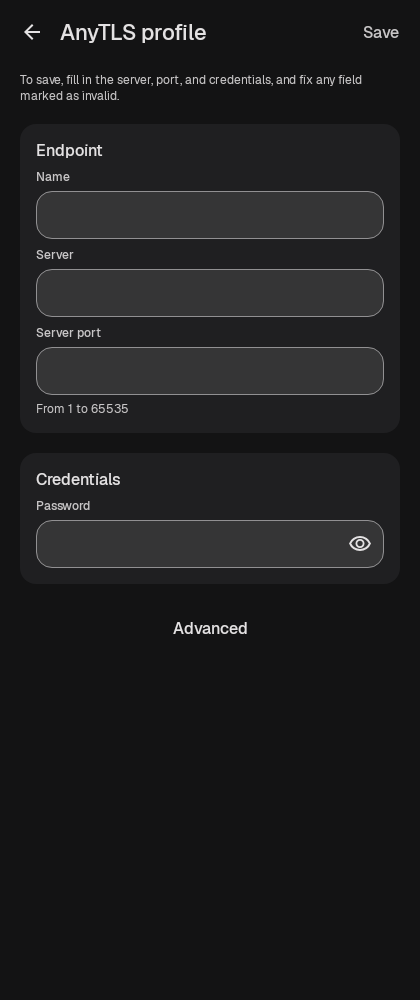 AnyTLS profile
Save
To save, fill in the server, port, and credentials, and fix any field
marked as invalid.
Endpoint
Name
Server
Server port
From 1 to 65535
Credentials
Password
Advanced